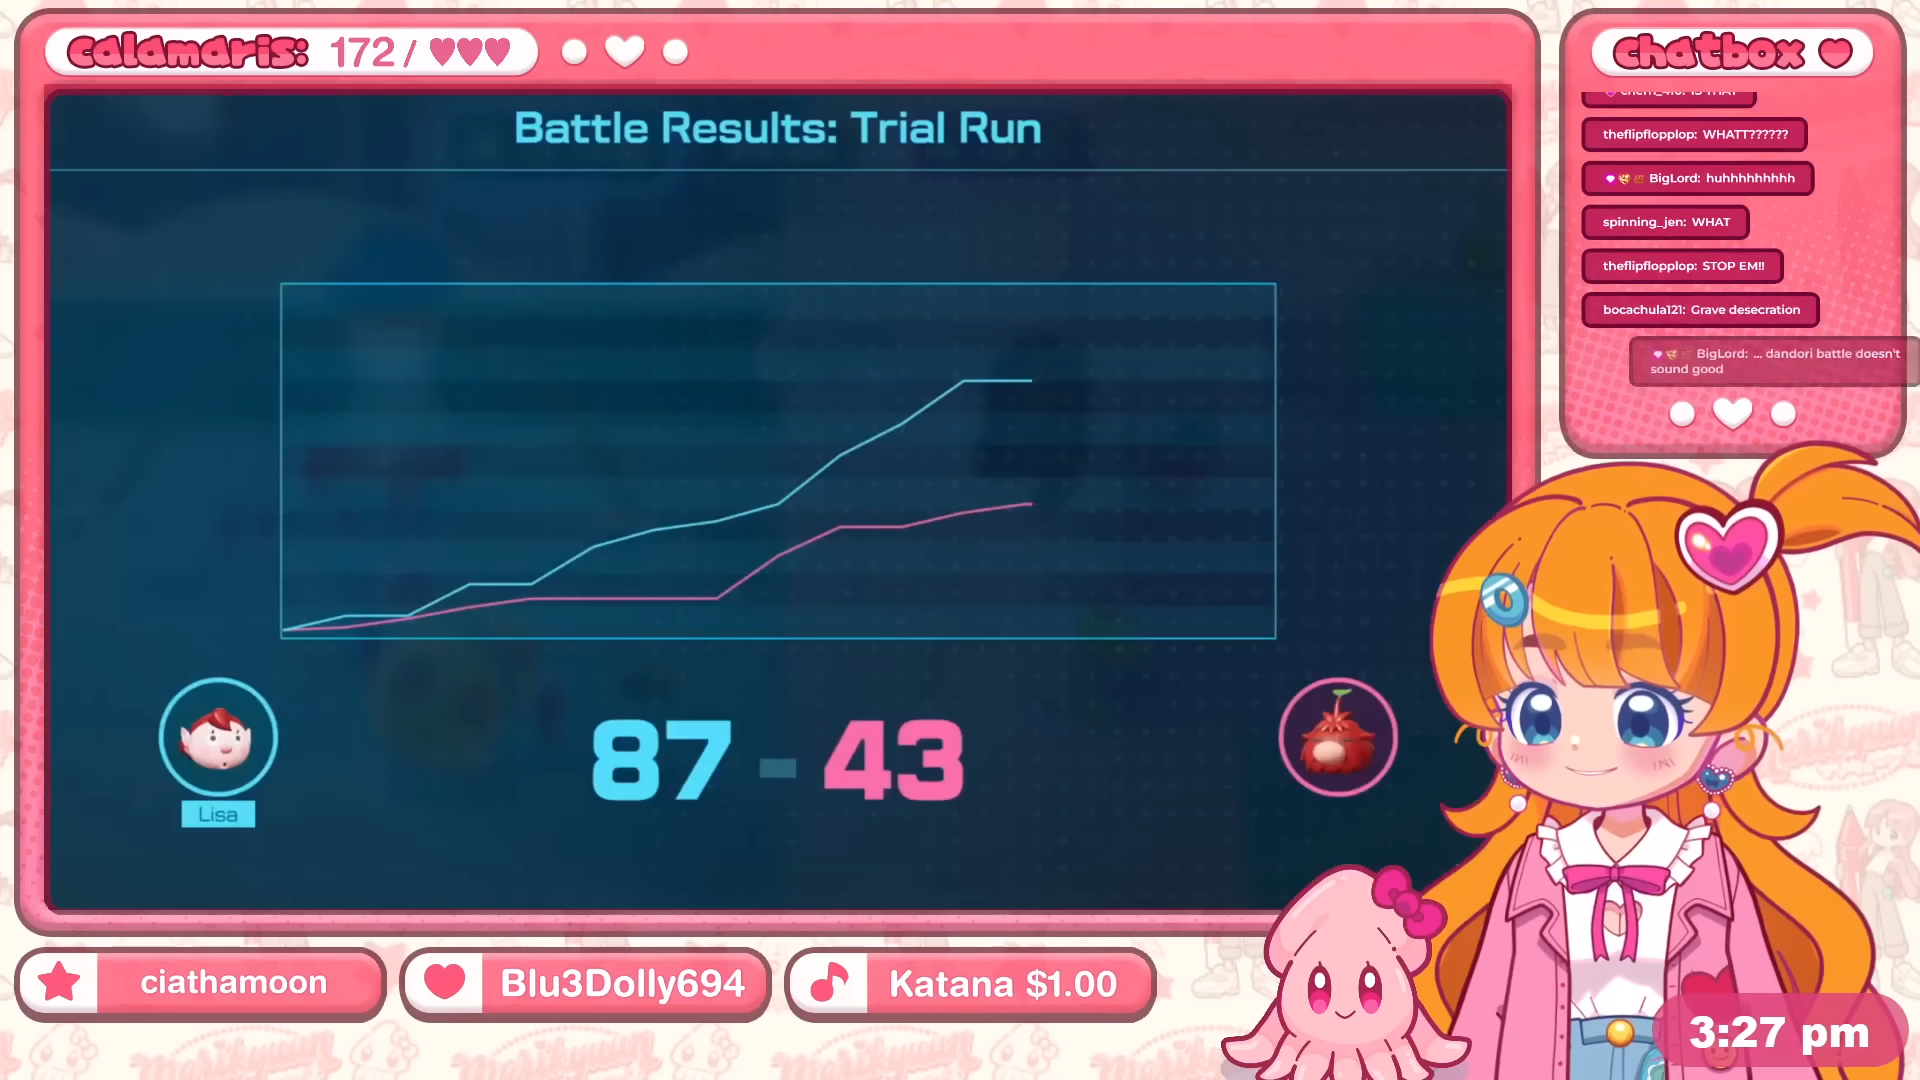 calamaris: 172 / ♥♥♥
Battle Results: Trial Run
Lisa
87 - 43
chatbox
theflipflopplop: WHATT??????
BigLord: huhhhhhhhhh
spinning_jen: WHAT
theflipflopplop: STOP EM!!
bocachula121: Grave desecration
BigLord: ... dandori battle doesn't
sound good
ciathamoon
Blu3Dolly694
Katana $1.00
3:27 pm